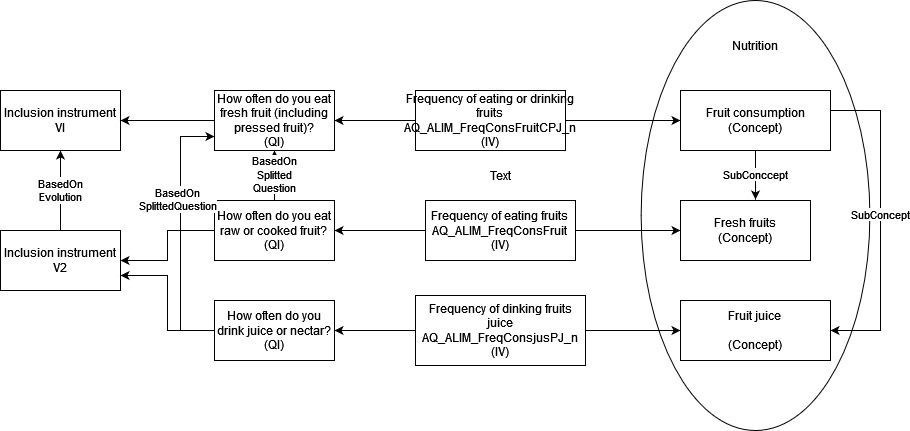 Nutrition
Inclusion instrument
VI
How often do you eat
fresh fruit (including
pressed fruit)?
(QI)
Frequency of eating or drinking
fruits
AQ_ALIM_FreqConsFruitCPJ_n
(IV)
Fruit consumption
(Concept)
BasedOn
Evolution
BasedOn
SplittedQuestion
BasedOn
Splitted
Question
Text
SubConccept
SubConcept
Inclusion instrument
V2
How often do you eat
raw or cooked fruit?
(QI)
Frequency of eating fruits
AQ_ALIM_FreqConsFruit
(IV)
Fresh fruits
(Concept)
How often do you
drink juice or nectar?
(QI)
Frequency of dinking fruits
juice
AQ_ALIM_FreqConsjusPJ_n
(IV)
Fruit juice
(Concept)